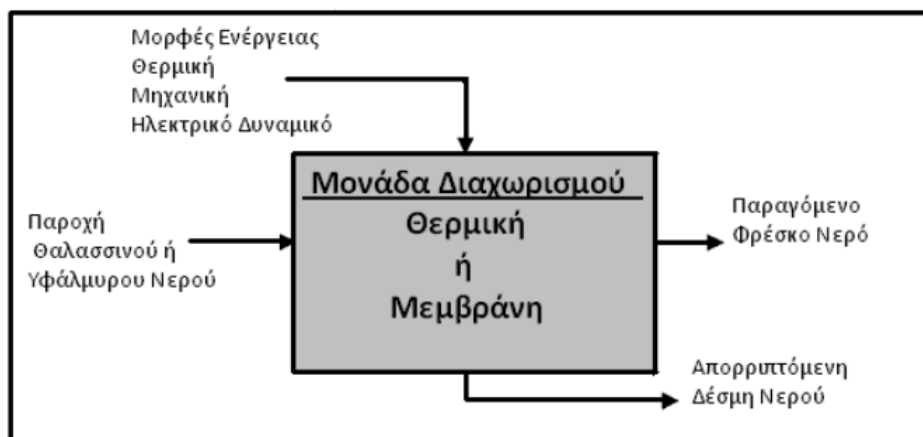 Μορφές Ενέργειας
Θερμική
Μηχανική
Ηλεκτρικό Δυναμικό
Μονάδα Διαχωρισμού
Θερμική
ή
Μεμβράνη
Παροχή
Θαλασσινού ή
Υφάλμυρου Νερού
Παραγόμενο
Φρέσκο Νερό
Απορριπτόμενη
Δέσμη Νερού